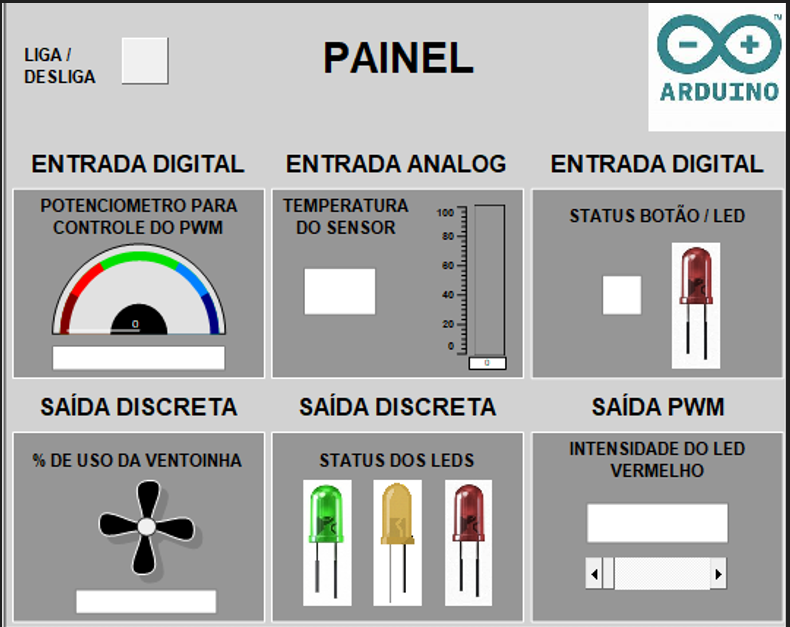 LIGA /
DESLIGA
PAINEL
™
ARDUINO
ENTRADA DIGITAL
ENTRADA ANALOG
ENTRADA DIGITAL
POTENCIOMETRO PARA
CONTROLE DO PWM
0
TEMPERATURA
DO SENSOR
100
80
60
40
20
0
0
STATUS BOTÃO / LED
SAÍDA DISCRETA
SAÍDA DISCRETA
SAÍDA PWM
% DE USO DA VENTOINHA
STATUS DOS LEDS
INTENSIDADE DO LED
VERMELHO